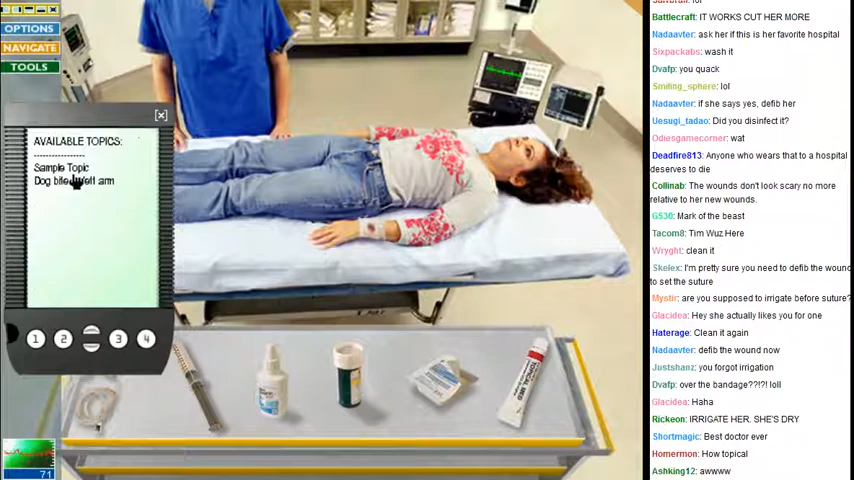 OPTIONS
NAVIGATE
TOOLS
[x]
AVAILABLE TOPICS:
Sample Topic
Dog bite
arm
1
2
3
4
TOPICAL MED
71
Battlecraft: IT WORKS CUT HER MORE
Nadaavter: ask her if this is her favorite hospital
Sixpackabs: wash it
Dvafp: you quack
Smiling_sphere: lol
Nadaavter: if she says yes, defib her
Uesugi_tadao: Did you disinfect it?
Odiesgamecorner: wat
Deadfire813: Anyone who wears that to a hospital
deserves to die
Collinab: The wounds don't look scary no more
relative to her new wounds.
GS30: Mark of the beast
Tacom8: Tim Wuz Here
Wryght: clean it
Skelex: I'm pretty sure you need to defib the wound
to set the suture
Mystir: are you supposed to irrigate before suture?
Glacidea: Hey she actually likes you for one
Haterage: Clean it again
Nadaavter: defib the wound now
Justshanz: you forgot irrigation
Dvafp: over the bandage??!?! loll
Glacidea: Haha
Rickeon: IRRIGATE HER. SHE'S DRY
Shortmagic: Best doctor ever
Homermon: How topical
Ashking12: awwww